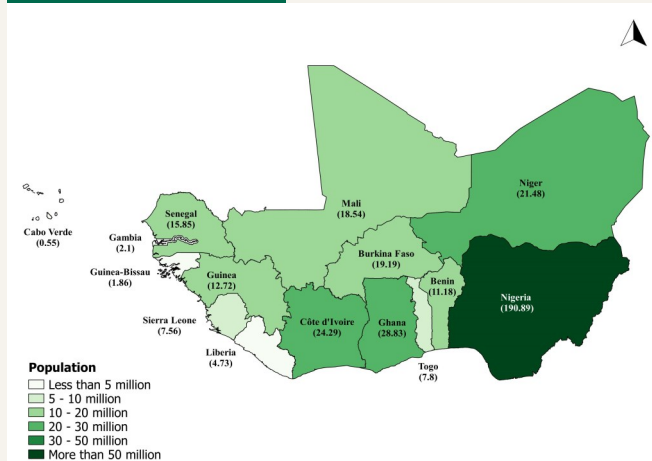 Cabo Verde
(0.55)
Senegal
(15.85)
Gambia
(2.1)
Guinea-Bissau
(1.86)
Guinea
(12.72)
Sierra Leone
(7.56)
Liberia
(4.73)
Mali
(18.54)
Burkina Faso
(19.19)
Côte d'Ivoire
(24.29)
Ghana
(28.83)
Togo
(7.8)
Benin
(11.18)
Niger
(21.48)
Nigeria
(190.89)
Population
Less than 5 million
5 - 10 million
10 - 20 million
20 - 30 million
30 - 50 million
More than 50 million